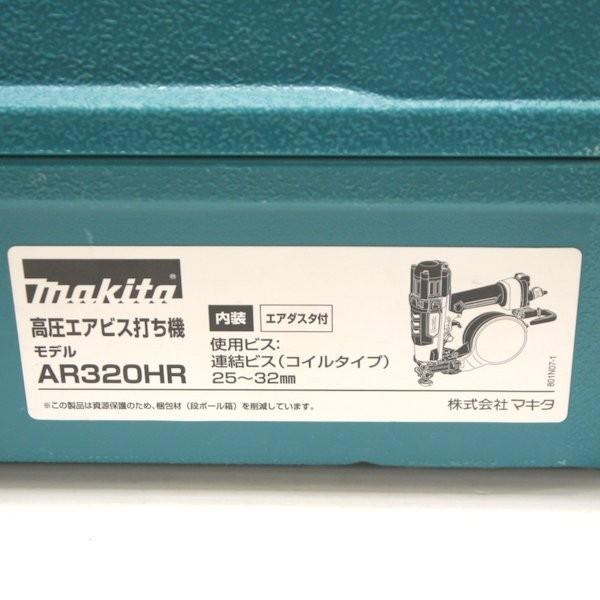 makita®
高圧エアビス打ち機
モデル
AR320HR
内装 エアダスタ付
使用ビス:
連結ビス(コイルタイプ)
25~32mm
801N07-1
※この製品は資源保護のため、梱包材(段ボール箱)を削減しています。
株式会社 マキタ